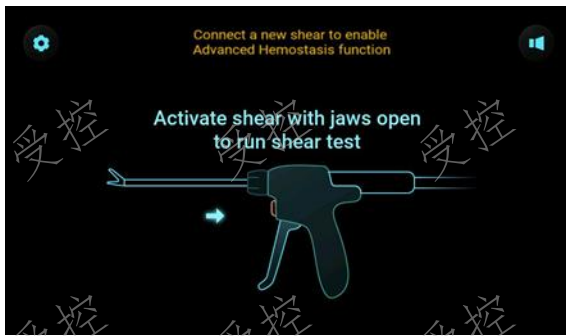 Connect a new shear to enable
Advanced Hemostasis function
Activate shear with jaws open
to run shear test
受控
受控
受控
受控
受控
受控